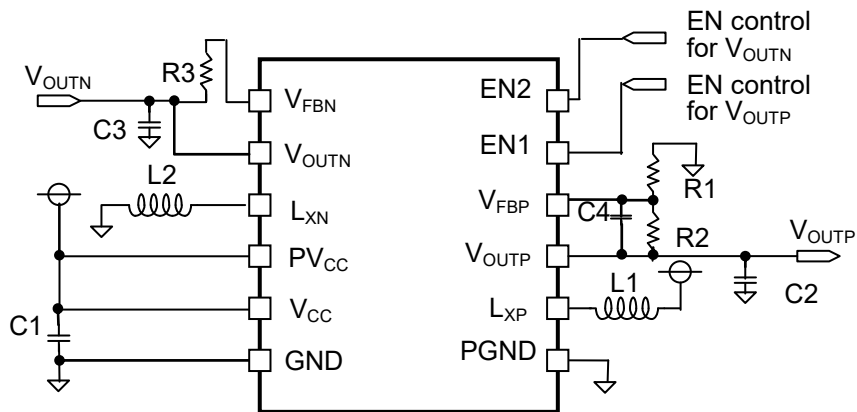 EN control
for VOUTN
EN control
for VOUTP
VOUTN
R3
C3
VFBN
VOUTN
L2
LXN
PVCC
VCC
C1
GND
EN2
EN1
VFBP
VOUTP
LXP
PGND
C4
R1
R2
VOUTP
L1
C2